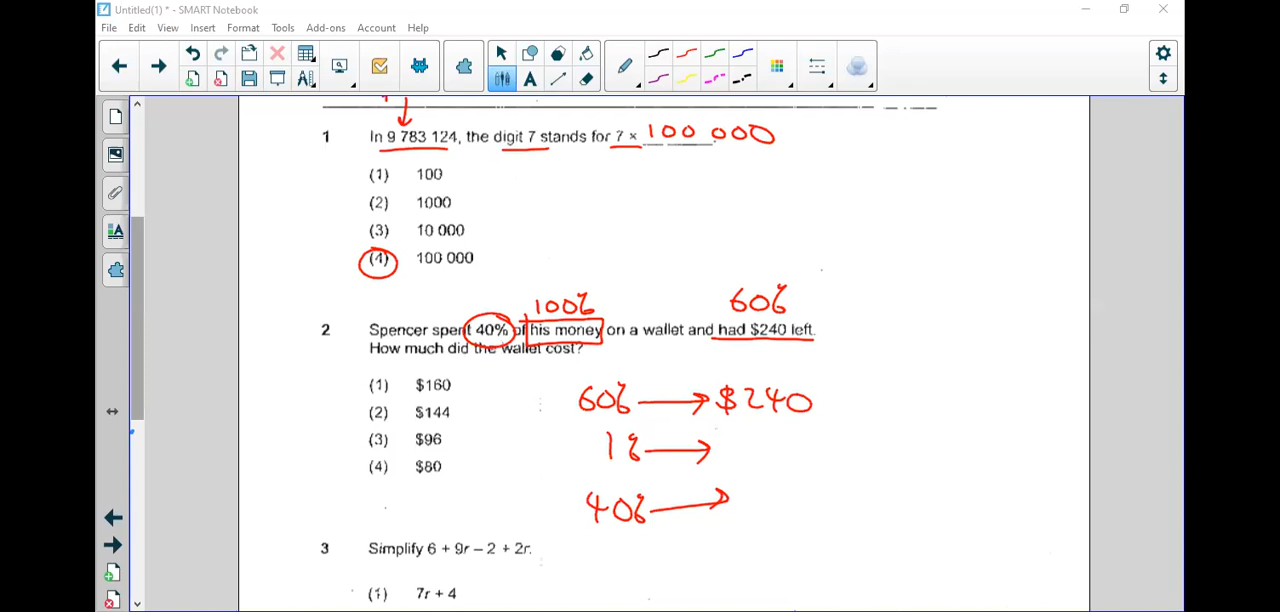 Untitled(1) * - SMART Notebook
File Edit View Insert Format Tools Add-ons Account Help
1 In 9 783 124, the digit 7 stands for 7 × 100 000
(1) 100
(2) 1000
(3) 10 000
(4) 100 000
100% 60%
2 Spencer spent 40% of his money on a wallet and had $240 left.
How much did the wallet cost?
(1) $160
(2) $144
(3) $96
(4) $80
60% → $240
1% →
40% →
3 Simplify 6 + 9r – 2 + 2r.
(1) 7r + 4